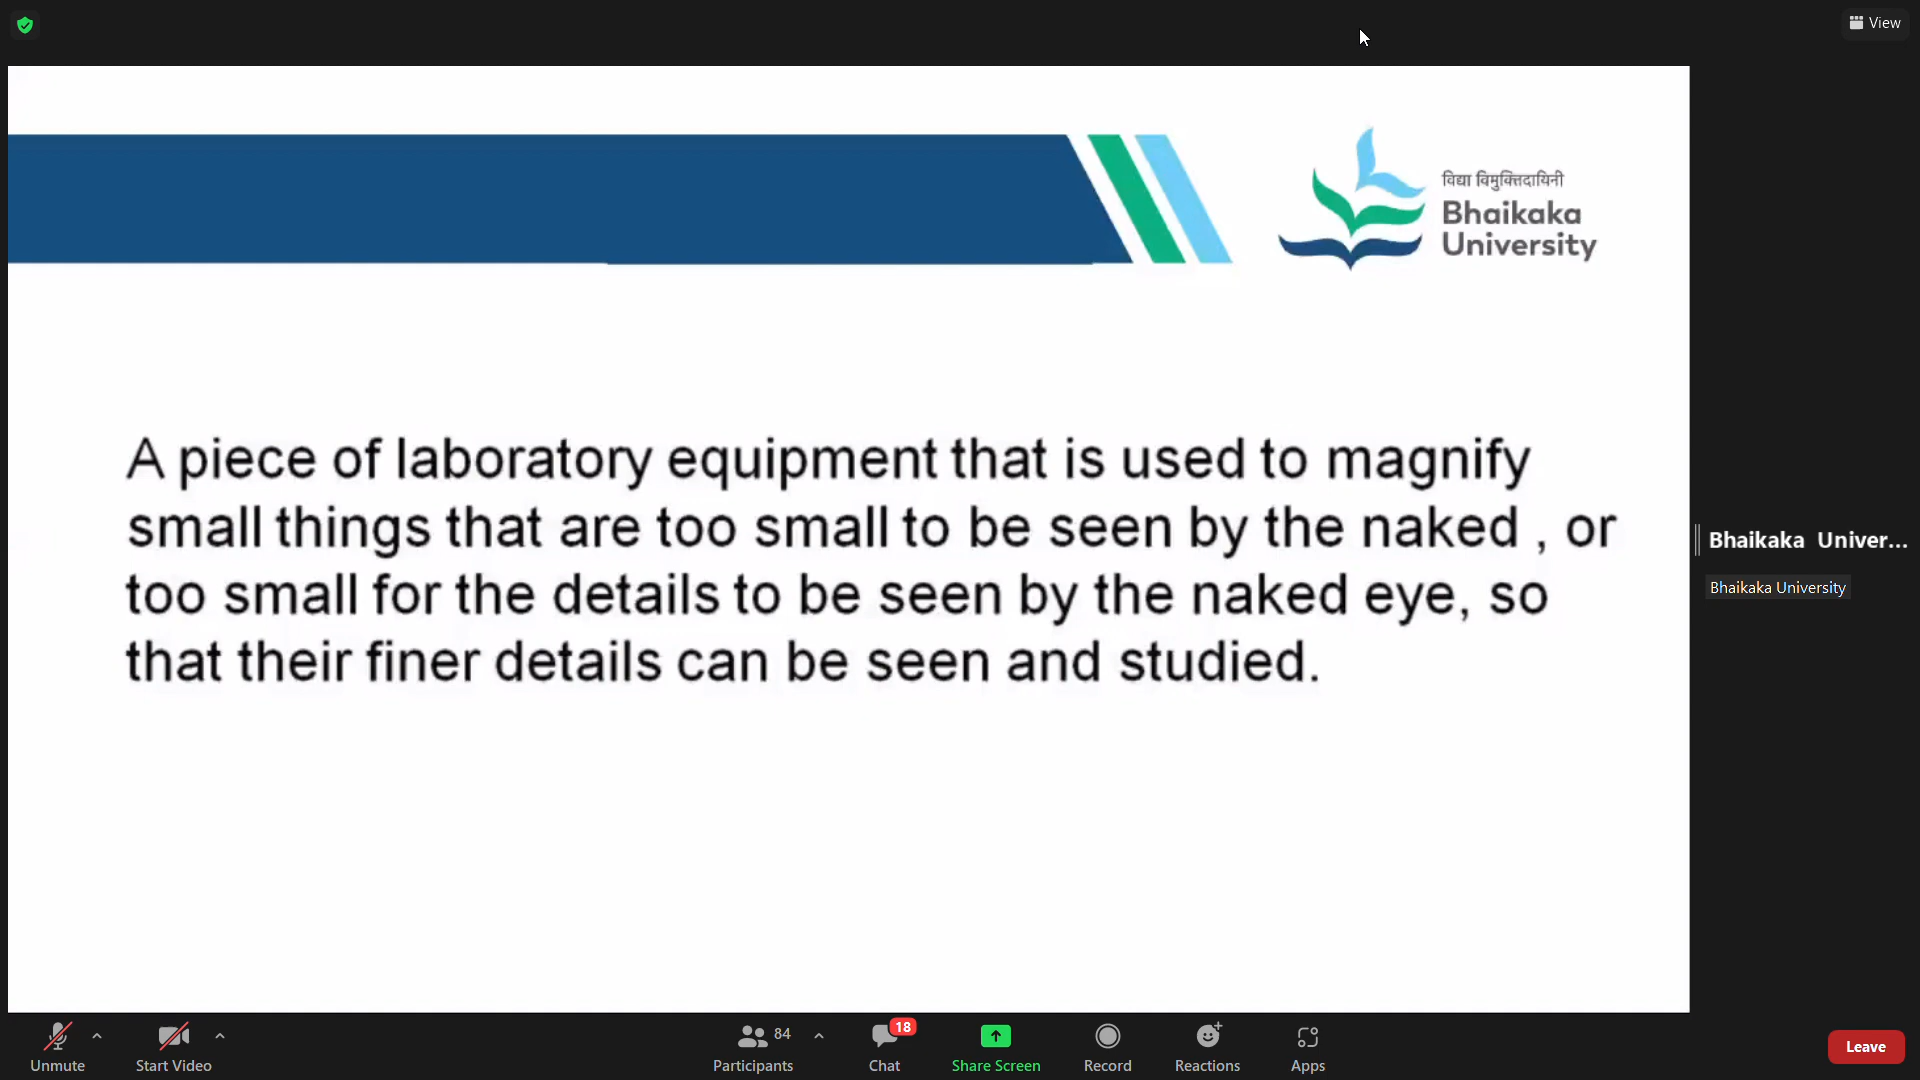 View
विद्या विमुक्तिदायिनी
Bhaikaka
University
A piece of laboratory equipment that is used to magnify
small things that are too small to be seen by the naked , or
too small for the details to be seen by the naked eye, so
that their finer details can be seen and studied.
Bhaikaka Univer...
Bhaikaka University
84
18
Unmute
Start Video
Participants
Chat
Share Screen
Record
Reactions
Apps
Leave